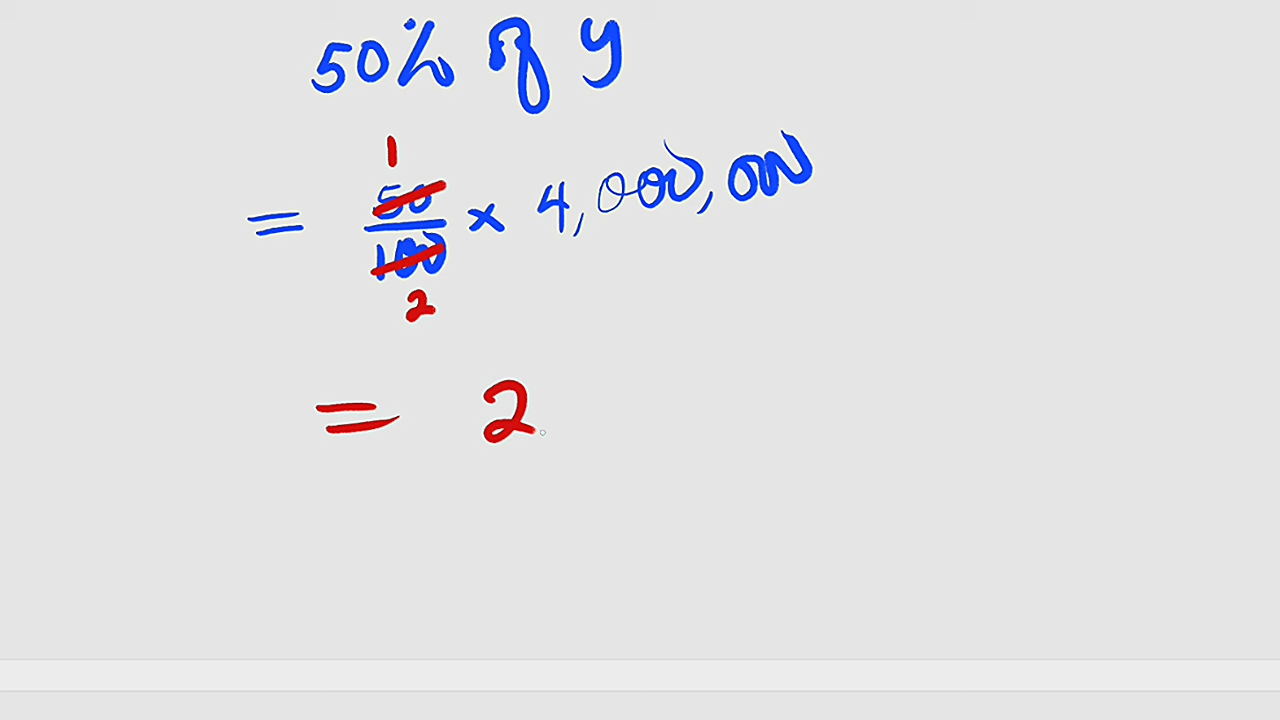 50% of y
1
= 50/100 × 4,000,000
2
= 2